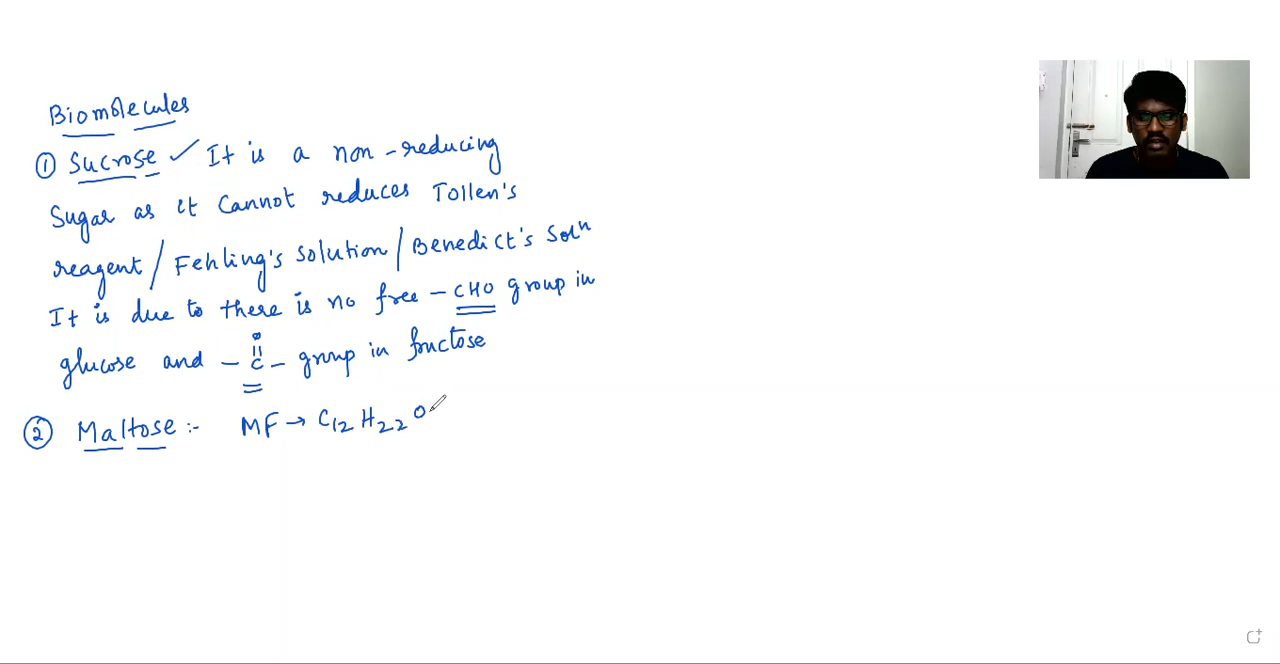 Biomolecules
① Sucrose ✓ It is a non-reducing
Sugar as it cannot reduces Tollen's
reagent / Fehling's Solution / Benedict's Soln
It is due to there is no free - CHO group in
O
||
glucose and - C - group in fructose
② Maltose :- MF → C12 H22 O